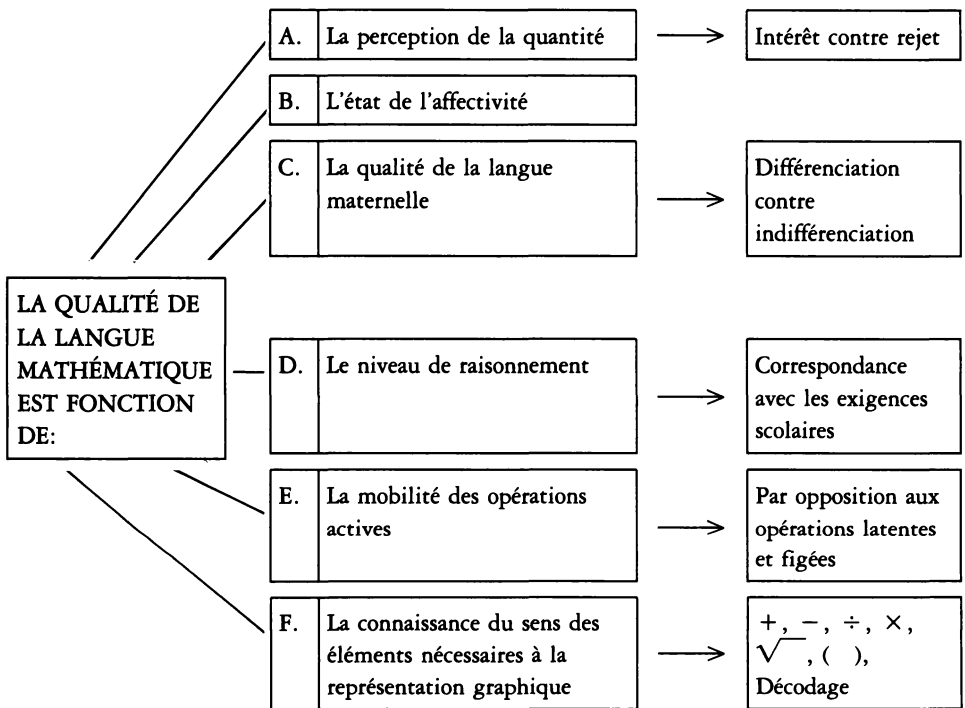 A. La perception de la quantité
Intérêt contre rejet
B. L'état de l'affectivité
C. La qualité de la langue
maternelle
Différenciation
contre
indifférenciation
LA QUALITÉ DE
LA LANGUE
MATHÉMATIQUE
EST FONCTION
DE:
D. Le niveau de raisonnement
Correspondance
avec les exigences
scolaires
E. La mobilité des opérations
actives
Par opposition aux
opérations latentes
et figées
F. La connaissance du sens des
éléments nécessaires à la
représentation graphique
+, −, ÷, ×,
√ , ( ),
Décodage